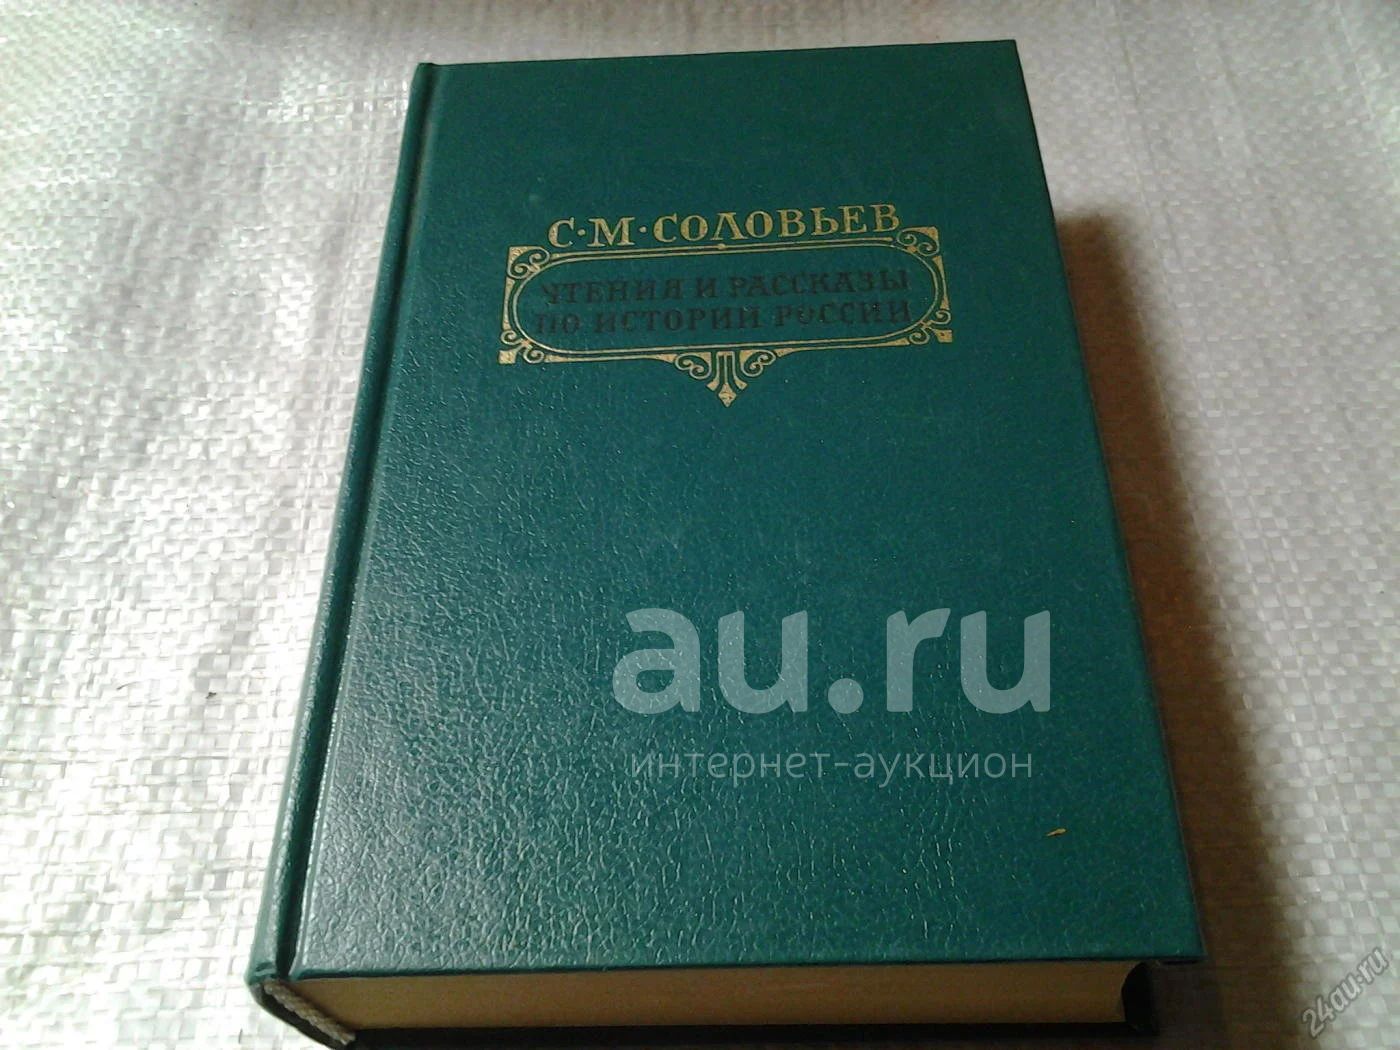 С·М·СОЛОВЬЕВ
ЧТЕНИЯ И РАССКАЗЫ
ПО ИСТОРИИ РОССИИ
au.ru
интернет-аукцион
24au.ru